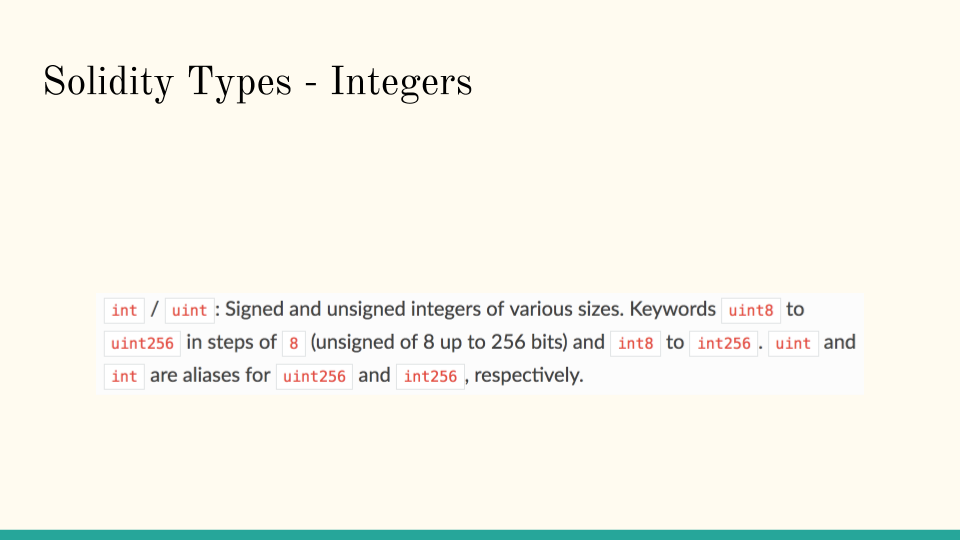 Solidity Types - Integers
int / uint : Signed and unsigned integers of various sizes. Keywords uint8 to
uint256 in steps of 8 (unsigned of 8 up to 256 bits) and int8 to int256 . uint and
int are aliases for uint256 and int256 , respectively.